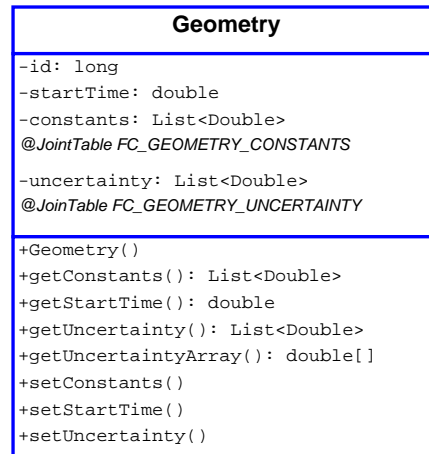 Geometry
-id: long
-startTime: double
-constants: List<Double>
@JointTable FC_GEOMETRY_CONSTANTS
-uncertainty: List<Double>
@JoinTable FC_GEOMETRY_UNCERTAINTY
+Geometry()
+getConstants(): List<Double>
+getStartTime(): double
+getUncertainty(): List<Double>
+getUncertaintyArray(): double[]
+setConstants()
+setStartTime()
+setUncertainty()